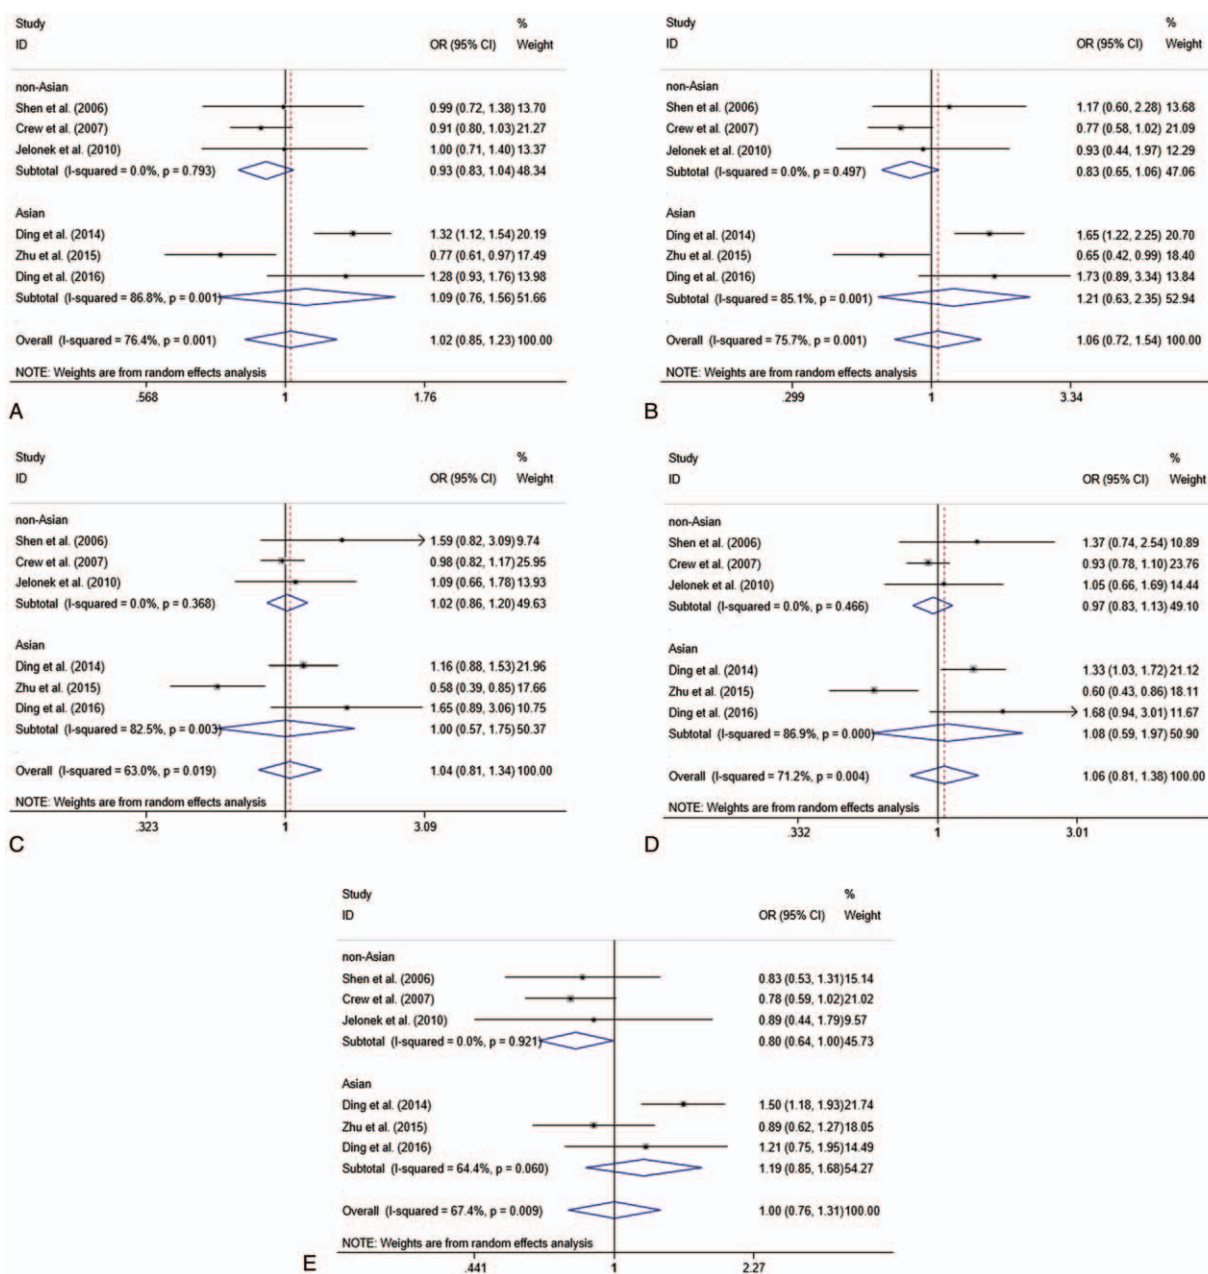 Study %
ID OR (95% CI) Weight
non-Asian
Shen et al. (2006) 0.99 (0.72, 1.38) 13.70
Crew et al. (2007) 0.91 (0.80, 1.03) 21.27
Jelonek et al. (2010) 1.00 (0.71, 1.40) 13.37
Subtotal (I-squared = 0.0%, p = 0.793) 0.93 (0.83, 1.04) 48.34
Asian
Ding et al. (2014) 1.32 (1.12, 1.54) 20.19
Zhu et al. (2015) 0.77 (0.61, 0.97) 17.49
Ding et al. (2016) 1.28 (0.93, 1.76) 13.98
Subtotal (I-squared = 86.8%, p = 0.001) 1.09 (0.76, 1.56) 51.66
Overall (I-squared = 76.4%, p = 0.001) 1.02 (0.85, 1.23) 100.00
NOTE: Weights are from random effects analysis
.568 1 1.76
A
Study %
ID OR (95% CI) Weight
non-Asian
Shen et al. (2006) 1.17 (0.60, 2.28) 13.68
Crew et al. (2007) 0.77 (0.58, 1.02) 21.09
Jelonek et al. (2010) 0.93 (0.44, 1.97) 12.29
Subtotal (I-squared = 0.0%, p = 0.497) 0.83 (0.65, 1.06) 47.06
Asian
Ding et al. (2014) 1.65 (1.22, 2.25) 20.70
Zhu et al. (2015) 0.65 (0.42, 0.99) 18.40
Ding et al. (2016) 1.73 (0.89, 3.34) 13.84
Subtotal (I-squared = 85.1%, p = 0.001) 1.21 (0.63, 2.35) 52.94
Overall (I-squared = 75.7%, p = 0.001) 1.06 (0.72, 1.54) 100.00
NOTE: Weights are from random effects analysis
.299 1 3.34
B
Study %
ID OR (95% CI) Weight
non-Asian
Shen et al. (2006) 1.59 (0.82, 3.09) 9.74
Crew et al. (2007) 0.98 (0.82, 1.17) 25.95
Jelonek et al. (2010) 1.09 (0.66, 1.78) 13.93
Subtotal (I-squared = 0.0%, p = 0.368) 1.02 (0.86, 1.20) 49.63
Asian
Ding et al. (2014) 1.16 (0.88, 1.53) 21.96
Zhu et al. (2015) 0.58 (0.39, 0.85) 17.66
Ding et al. (2016) 1.65 (0.89, 3.06) 10.75
Subtotal (I-squared = 82.5%, p = 0.003) 1.00 (0.57, 1.75) 50.37
Overall (I-squared = 63.0%, p = 0.019) 1.04 (0.81, 1.34) 100.00
NOTE: Weights are from random effects analysis
.323 1 3.09
C
Study %
ID OR (95% CI) Weight
non-Asian
Shen et al. (2006) 1.37 (0.74, 2.54) 10.89
Crew et al. (2007) 0.93 (0.78, 1.10) 23.76
Jelonek et al. (2010) 1.05 (0.66, 1.69) 14.44
Subtotal (I-squared = 0.0%, p = 0.466) 0.97 (0.83, 1.13) 49.10
Asian
Ding et al. (2014) 1.33 (1.03, 1.72) 21.12
Zhu et al. (2015) 0.60 (0.43, 0.86) 18.11
Ding et al. (2016) 1.68 (0.94, 3.01) 11.67
Subtotal (I-squared = 86.9%, p = 0.000) 1.08 (0.59, 1.97) 50.90
Overall (I-squared = 71.2%, p = 0.004) 1.06 (0.81, 1.38) 100.00
NOTE: Weights are from random effects analysis
.332 1 3.01
D
Study %
ID OR (95% CI) Weight
non-Asian
Shen et al. (2006) 0.83 (0.53, 1.31) 15.14
Crew et al. (2007) 0.78 (0.59, 1.02) 21.02
Jelonek et al. (2010) 0.89 (0.44, 1.79) 9.57
Subtotal (I-squared = 0.0%, p = 0.921) 0.80 (0.64, 1.00) 45.73
Asian
Ding et al. (2014) 1.50 (1.18, 1.93) 21.74
Zhu et al. (2015) 0.89 (0.62, 1.27) 18.05
Ding et al. (2016) 1.21 (0.75, 1.95) 14.49
Subtotal (I-squared = 64.4%, p = 0.060) 1.19 (0.85, 1.68) 54.27
Overall (I-squared = 67.4%, p = 0.009) 1.00 (0.76, 1.31) 100.00
NOTE: Weights are from random effects analysis
.441 1 2.27
E